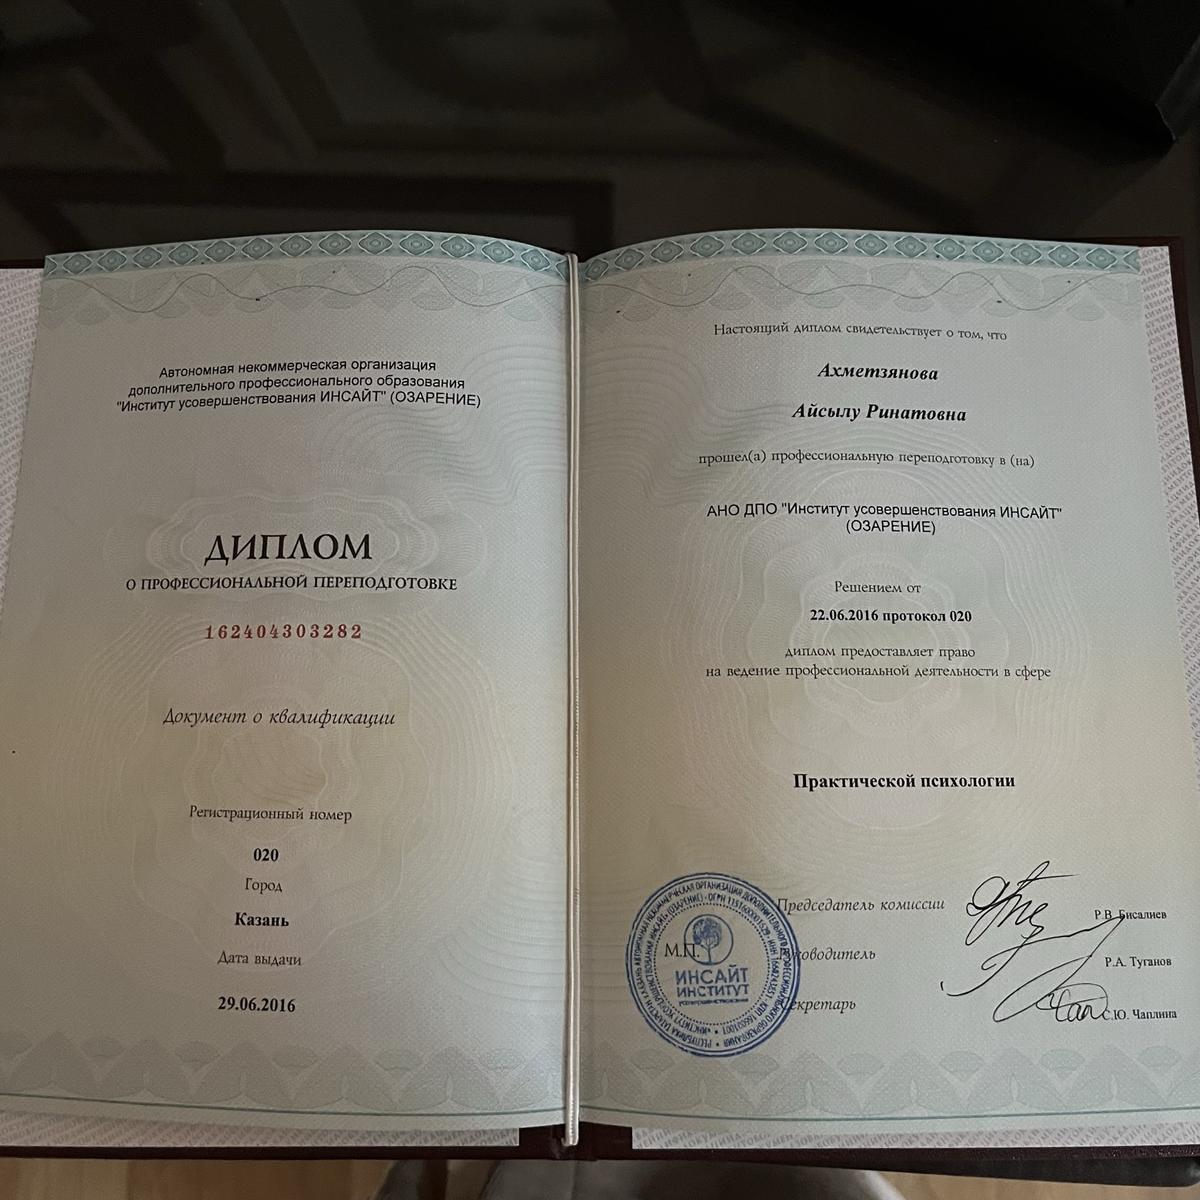 Автономная некоммерческая организация
дополнительного профессионального образования
"Институт усовершенствования ИНСАЙТ" (ОЗАРЕНИЕ)
ДИПЛОМ
О ПРОФЕССИОНАЛЬНОЙ ПЕРЕПОДГОТОВКЕ
162404303282
Документ о квалификации
Регистрационный номер
020
Город
Казань
Дата выдачи
29.06.2016
Настоящий диплом свидетельствует о том, что
Ахметзянова
Айсылу Ринатовна
прошел(а) профессиональную переподготовку в (на)
АНО ДПО "Институт усовершенствования ИНСАЙТ"
(ОЗАРЕНИЕ)
Решением от
22.06.2016 протокол 020
диплом предоставляет право
на ведение профессиональной деятельности в сфере
Практической психологии
Председатель комиссии
Р.В. Бисалиев
М.П.
Руководитель
Р.А. Туганов
Секретарь
С.Ю. Чаплина
ИНСАЙТ
ИНСТИТУТ
усовершенствования